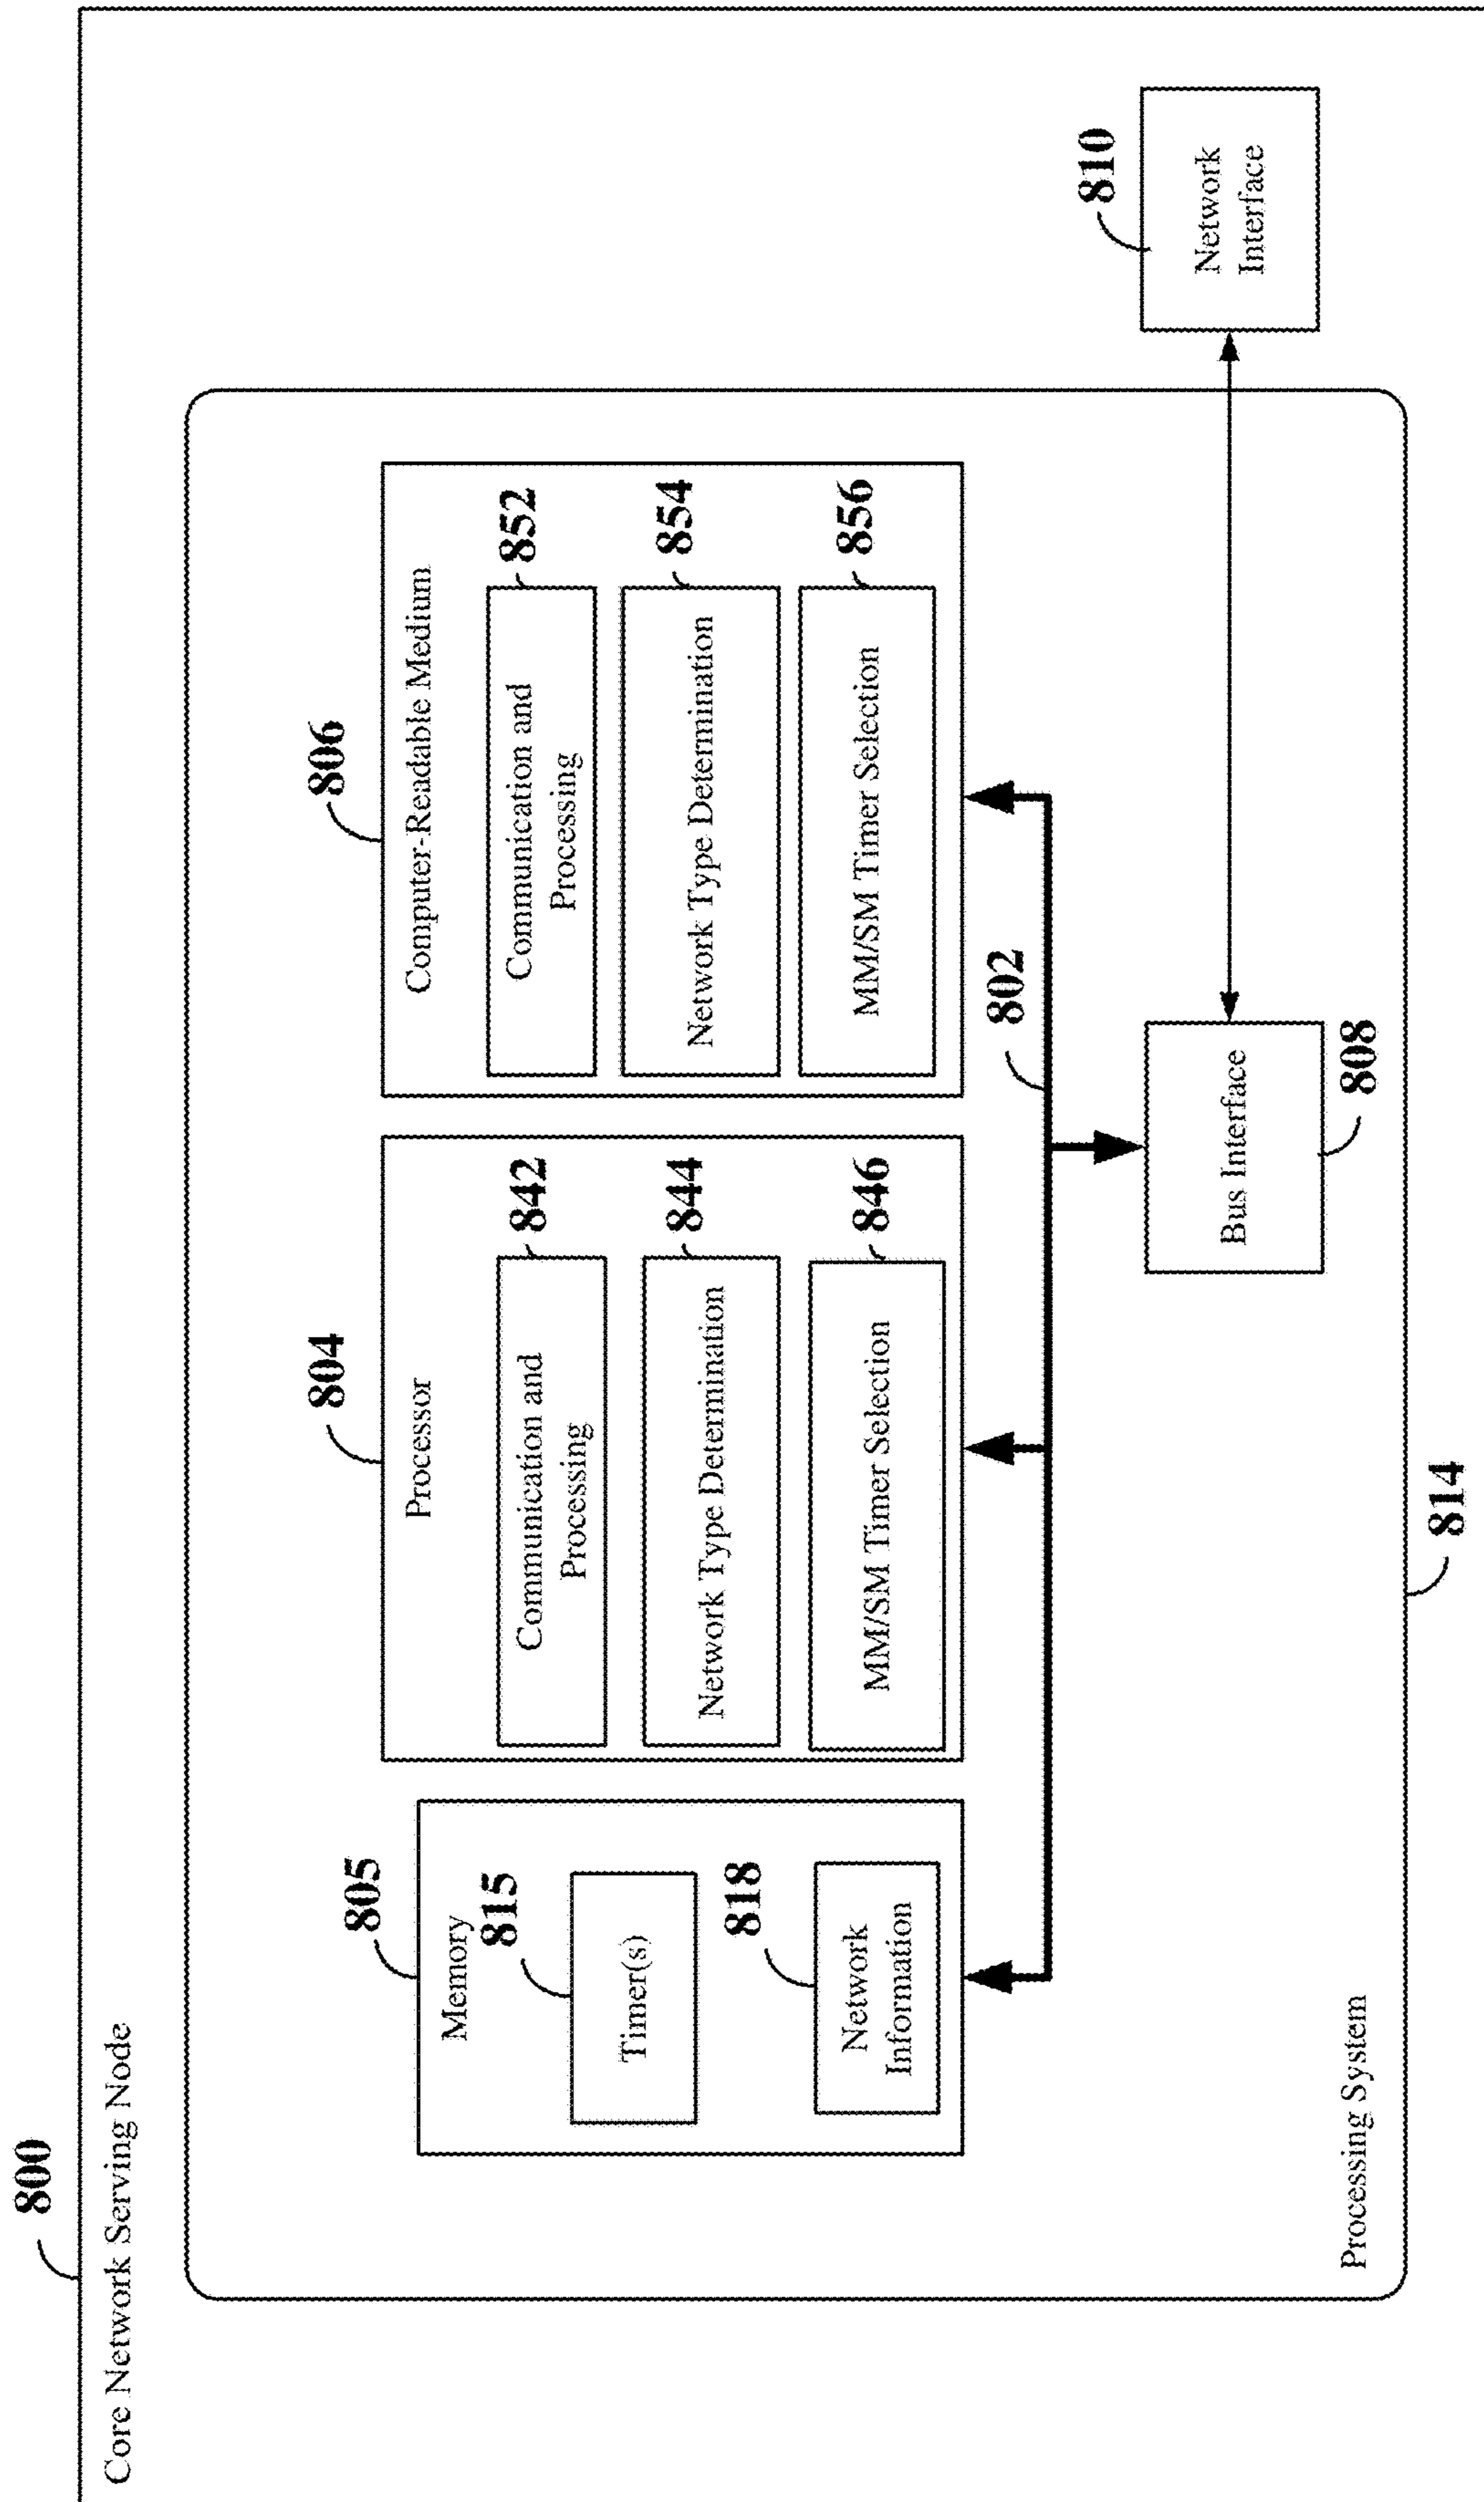 800
Core Network Serving Node
805
Memory
815
Timer(s)
818
Network
Information
804
Processor
842
Communication and
Processing
844
Network Type Determination
846
MM/SM Timer Selection
806
Computer-Readable Medium
852
Communication and
Processing
854
Network Type Determination
856
MM/SM Timer Selection
802
Bus Interface
808
810
Network
Interface
Processing System
814